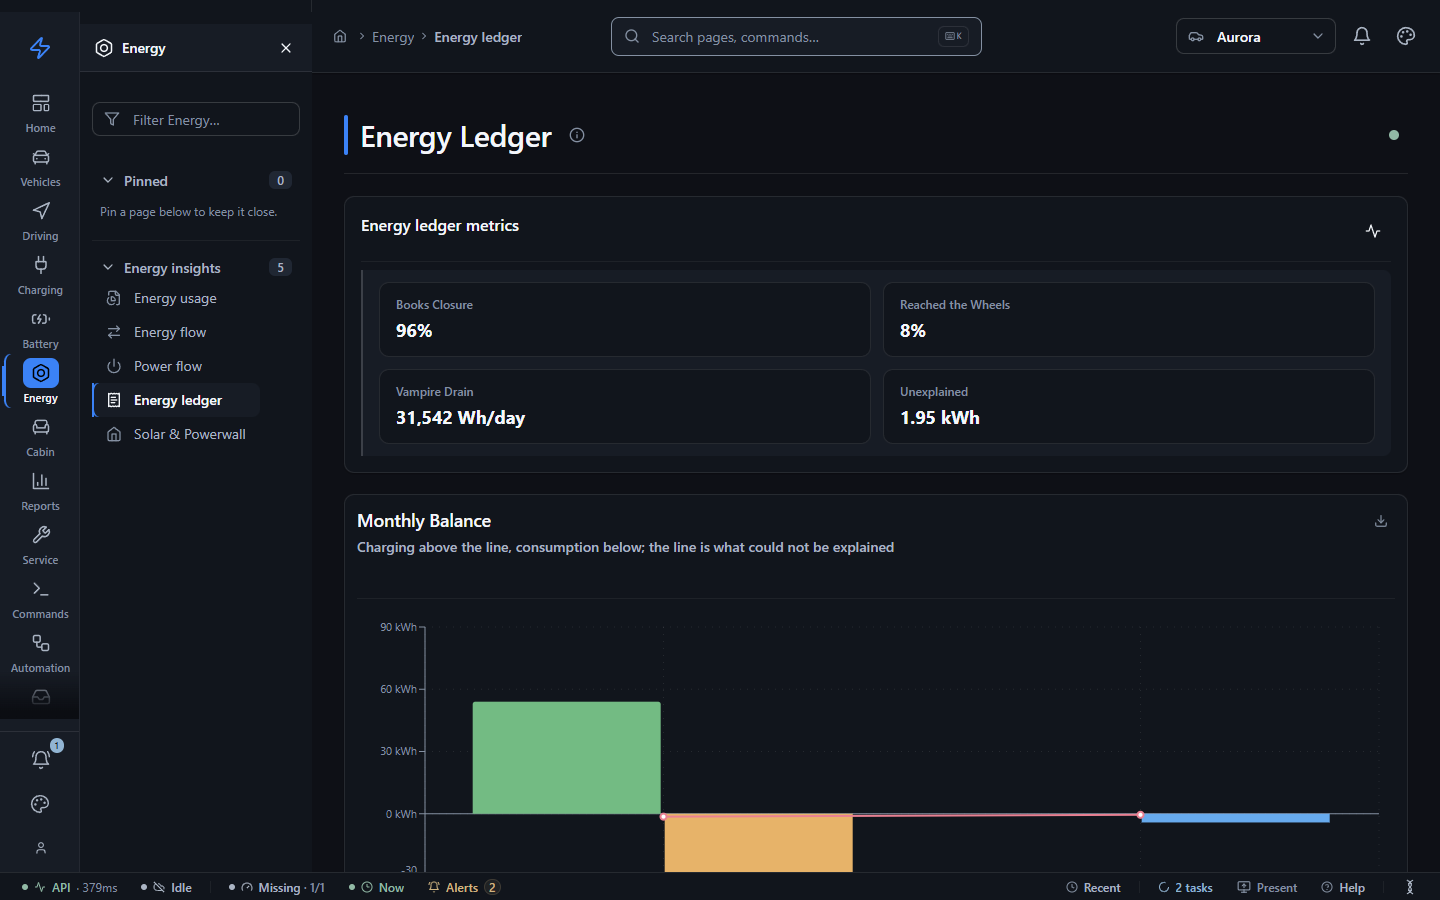 Energy
Energy
Energy ledger
Search pages, commands...
K
Aurora
Home
Vehicles
Driving
Charging
Battery
Energy
Cabin
Reports
Service
Commands
Automation
1
Filter Energy...
Pinned
0
Pin a page below to keep it close.
Energy insights
5
Energy usage
Energy flow
Power flow
Energy ledger
Solar & Powerwall
Energy Ledger
Energy ledger metrics
Books Closure
96%
Reached the Wheels
8%
Vampire Drain
31,542 Wh/day
Unexplained
1.95 kWh
Monthly Balance
Charging above the line, consumption below; the line is what could not be explained
90 kWh
60 kWh
30 kWh
0 kWh
-30
API · 379ms
Idle
Missing · 1/1
Now
Alerts 2
Recent
2 tasks
Present
Help